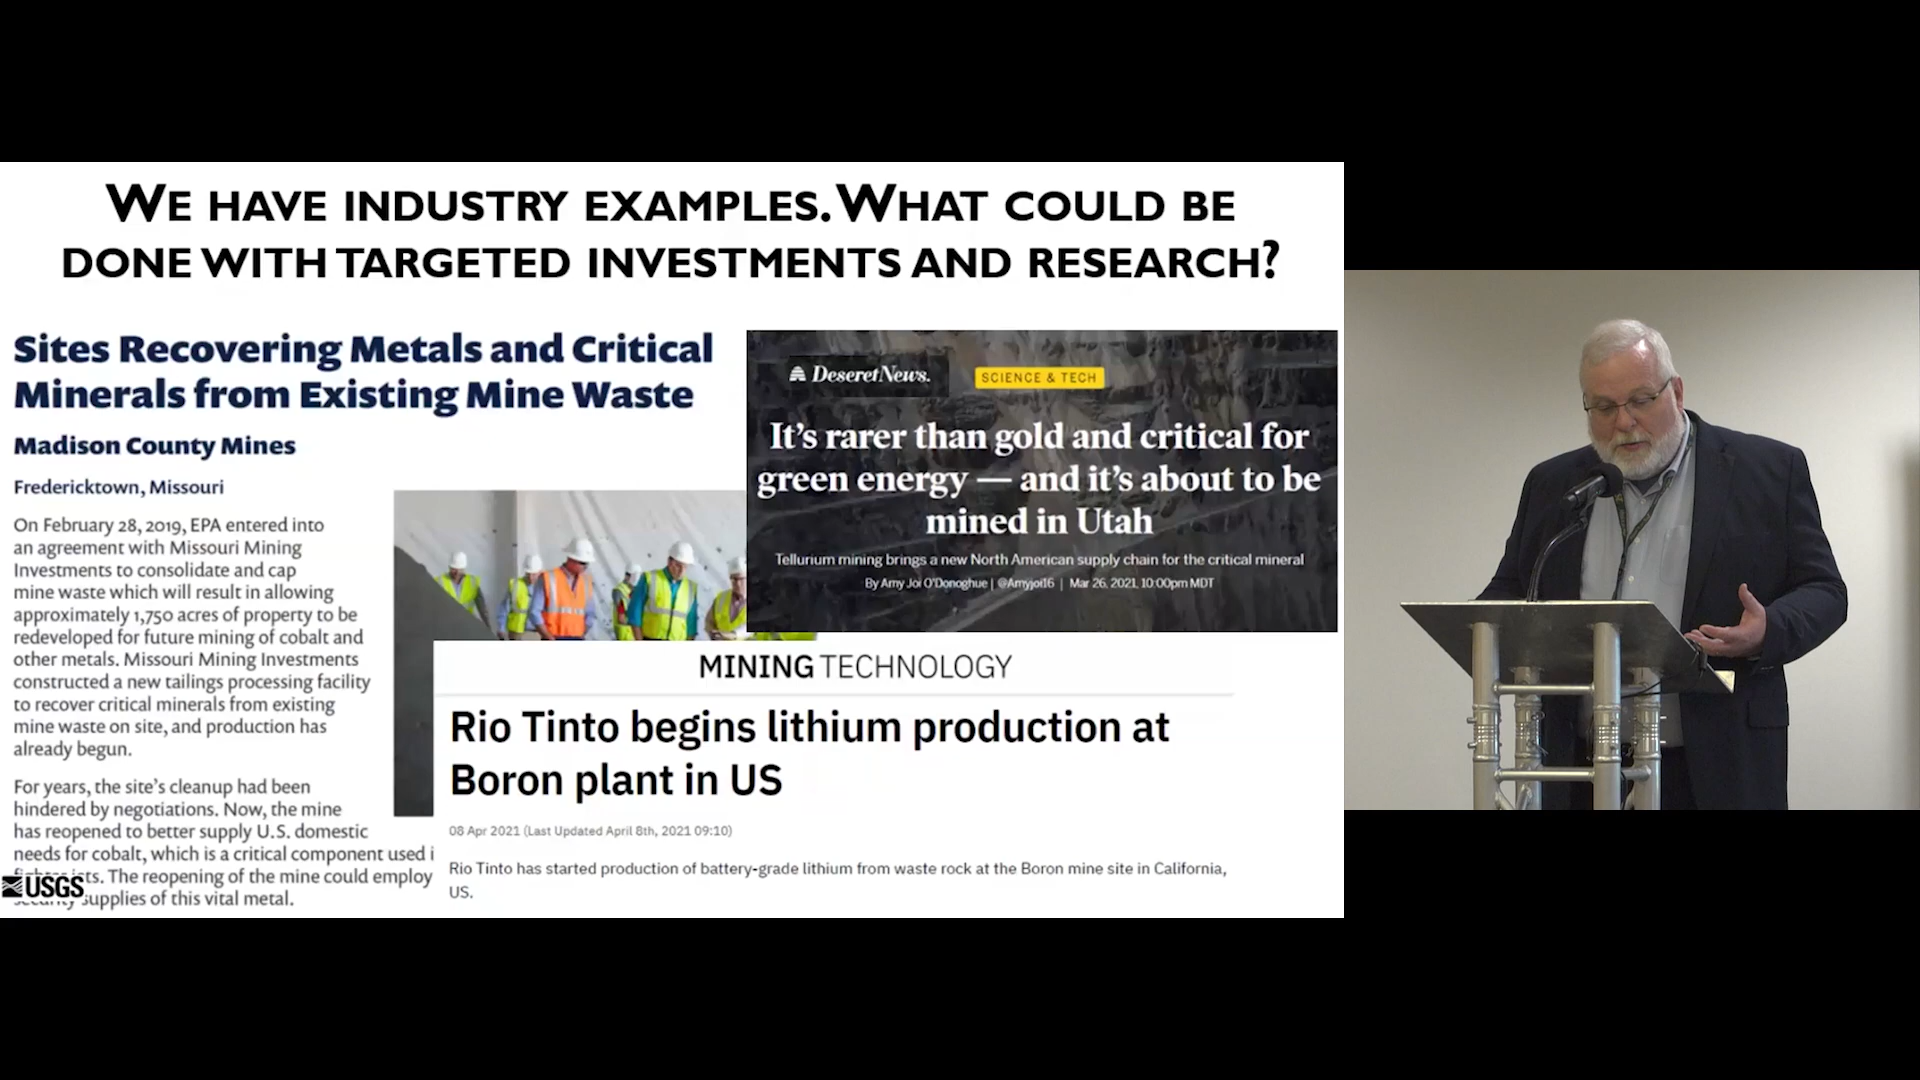 WE HAVE INDUSTRY EXAMPLES. WHAT COULD BE
DONE WITH TARGETED INVESTMENTS AND RESEARCH?
Sites Recovering Metals and Critical
Minerals from Existing Mine Waste
Madison County Mines
Fredericktown, Missouri
On February 28, 2019, EPA entered into
an agreement with Missouri Mining
Investments to consolidate and cap
mine waste which will result in allowing
approximately 1,750 acres of property to be
redeveloped for future mining of cobalt and
other metals. Missouri Mining Investments
constructed a new tailings processing facility
to recover critical minerals from existing
mine waste on site, and production has
already begun.
For years, the site's cleanup had been
hindered by negotiations. Now, the mine
has reopened to better supply U.S. domestic
needs for cobalt, which is a critical component used i
ts. The reopening of the mine could employ
supplies of this vital metal.
USGS
Deseret News.
SCIENCE & TECH
It's rarer than gold and critical for
green energy — and it's about to be
mined in Utah
Tellurium mining brings a new North American supply chain for the critical mineral
By Amy Joi O'Donoghue | @Amyjoi16 | Mar 26, 2021, 10:00pm MDT
MINING TECHNOLOGY
Rio Tinto begins lithium production at
Boron plant in US
08 Apr 2021 (Last Updated April 8th, 2021 09:10)
Rio Tinto has started production of battery-grade lithium from waste rock at the Boron mine site in California,
US.